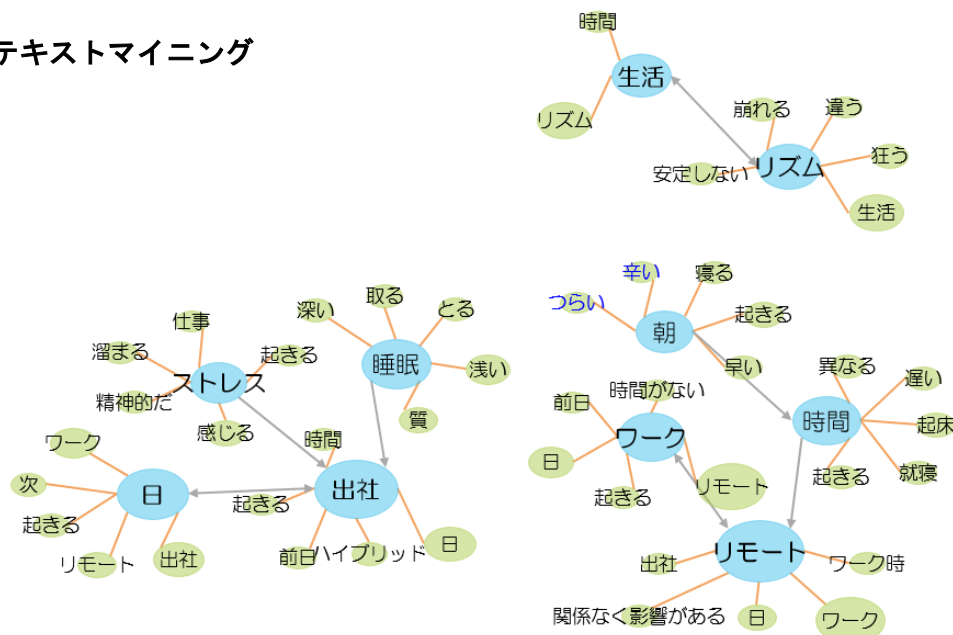 テキストマイニング
時間
生活
リズム
崩れる
違う
安定しない
リズム
狂う
生活
辛い
寝る
つらい
朝
起きる
早い
深い
取る
とる
睡眠
浅い
質
仕事
溜まる
起きる
ストレス
精神的だ
感じる
時間がない
前日
ワーク
日
起きる
リモート
異なる
遅い
時間
起床
起きる
就寝
ワーク
次
日
起きる
リモート
出社
時間
起きる
出社
前日
ハイブリッド
日
リモート
出社
ワーク時
関係なく影響がある
日
ワーク